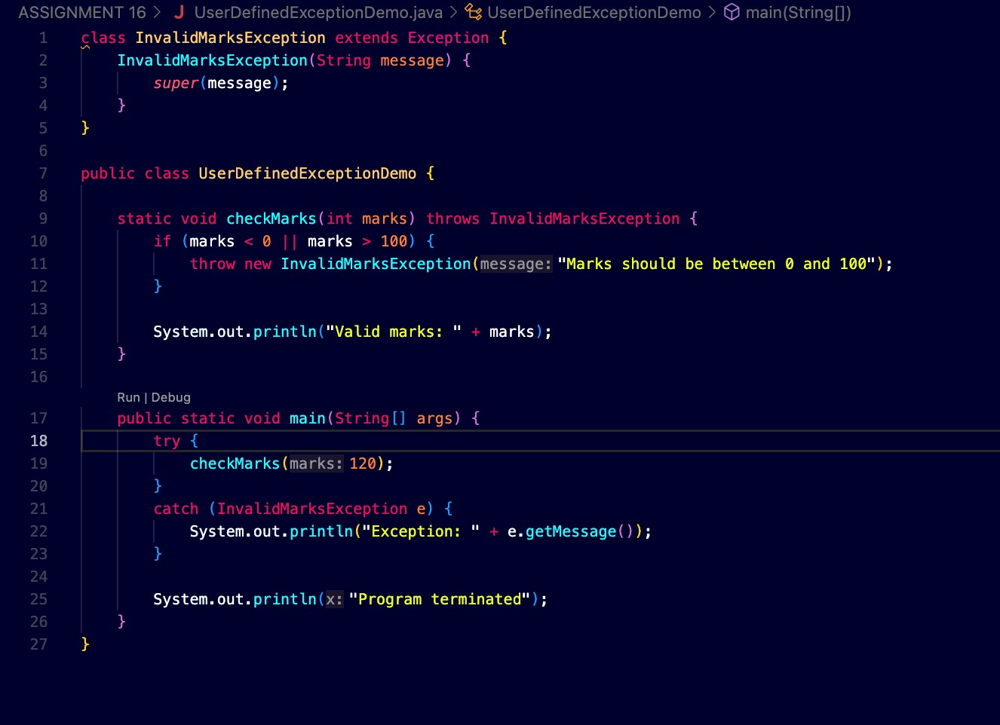 ASSIGNMENT 16 > J UserDefinedExceptionDemo.java > UserDefinedExceptionDemo > main(String[])
1 class InvalidMarksException extends Exception {
2     InvalidMarksException(String message) {
3         super(message);
4     }
5 }
6
7 public class UserDefinedExceptionDemo {
8
9     static void checkMarks(int marks) throws InvalidMarksException {
10         if (marks < 0 || marks > 100) {
11             throw new InvalidMarksException(message: "Marks should be between 0 and 100");
12         }
13
14         System.out.println("Valid marks: " + marks);
15     }
16
Run | Debug
17     public static void main(String[] args) {
18         try {
19             checkMarks(marks: 120);
20         }
21         catch (InvalidMarksException e) {
22             System.out.println("Exception: " + e.getMessage());
23         }
24
25         System.out.println(x: "Program terminated");
26     }
27 }